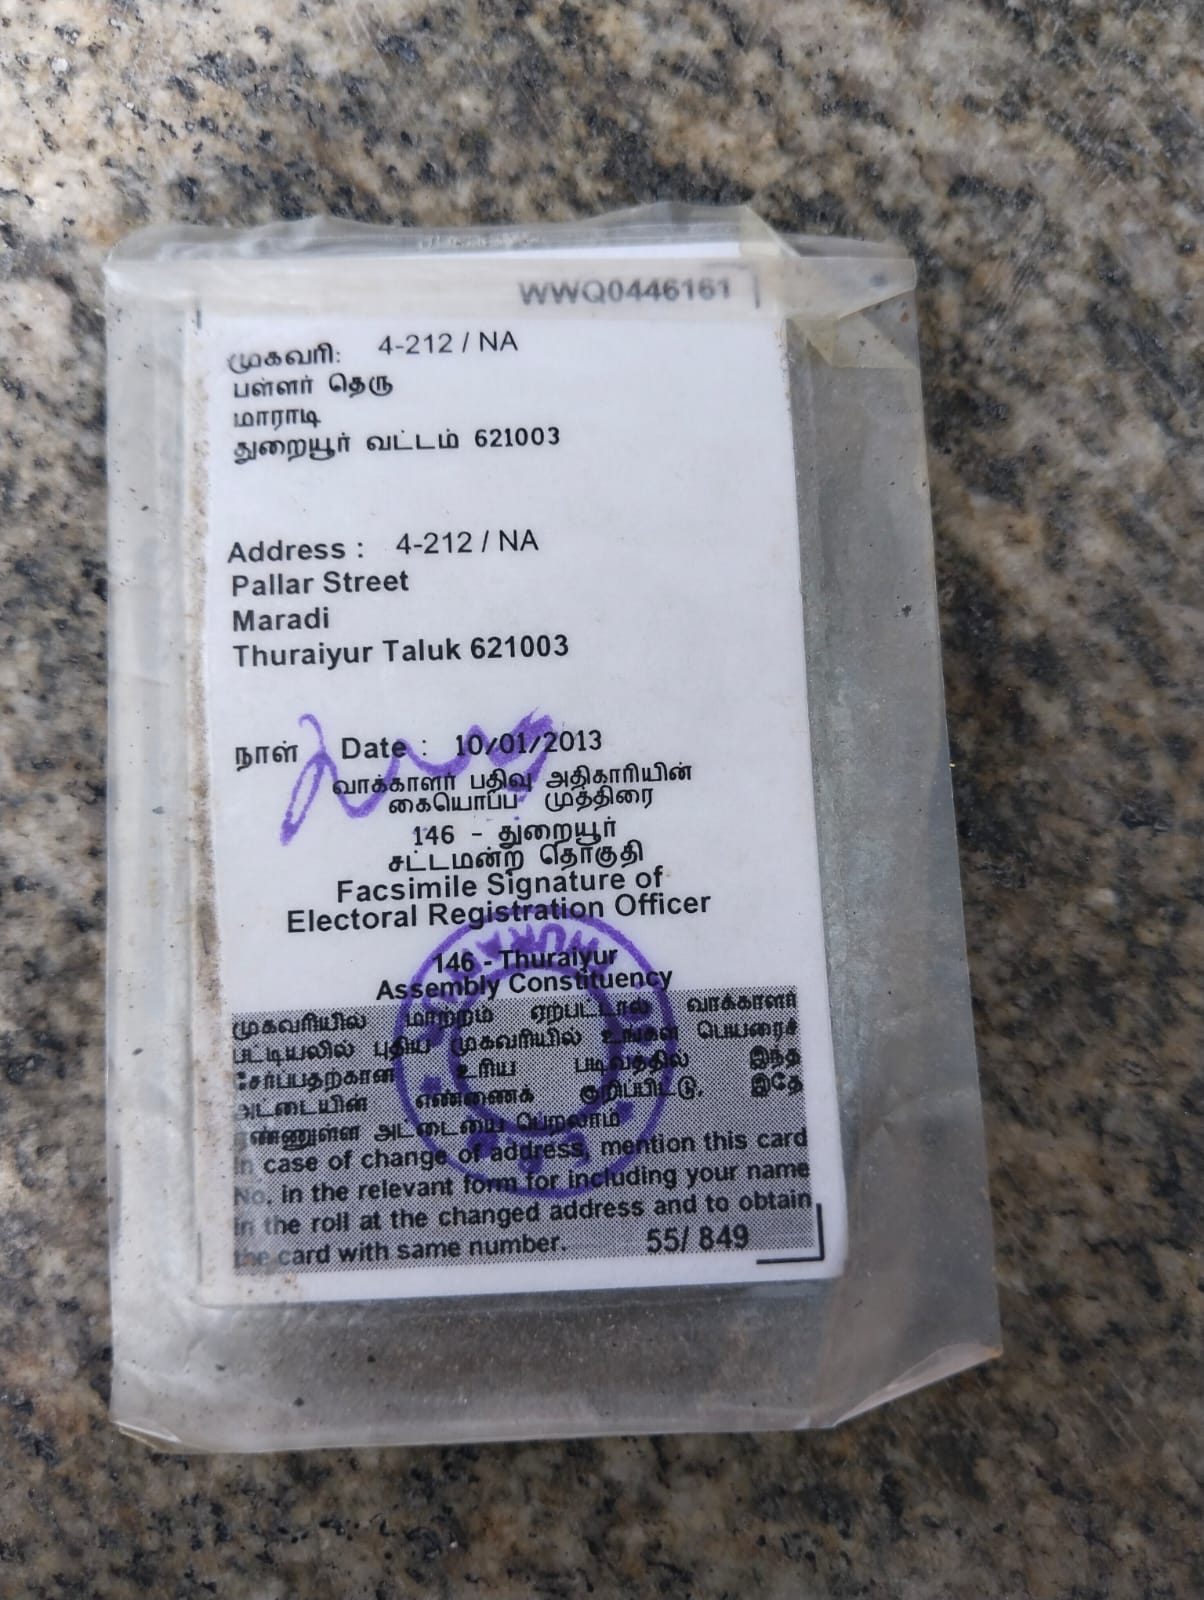 WWQ0446161
முகவரி: 4-212 / NA
பள்ளர் தெரு
மாராடி
துறையூர் வட்டம் 621003
Address : 4-212 / NA
Pallar Street
Maradi
Thuraiyur Taluk 621003
நாள் Date : 10/01/2013
வாக்காளர் பதிவு அதிகாரியின்
கையொப்ப முத்திரை
146 - துறையூர்
சட்டமன்ற தொகுதி
Facsimile Signature of
Electoral Registration Officer
146 - Thuraiyur
Assembly Constituency
முகவரியில் மாற்றம் ஏற்பட்டால் வாக்காளர்
பட்டியலில் புதிய முகவரியில் உங்கள் பெயரைச்
சேர்ப்பதற்கான உரிய படிவத்தில் இந்த
அட்டையின் எண்ணைக் குறிப்பிட்டு, இதே
எண்ணுள்ள அட்டையை பெறலாம்
In case of change of address, mention this card
No. in the relevant form for including your name
in the roll at the changed address and to obtain
the card with same number. 55/ 849